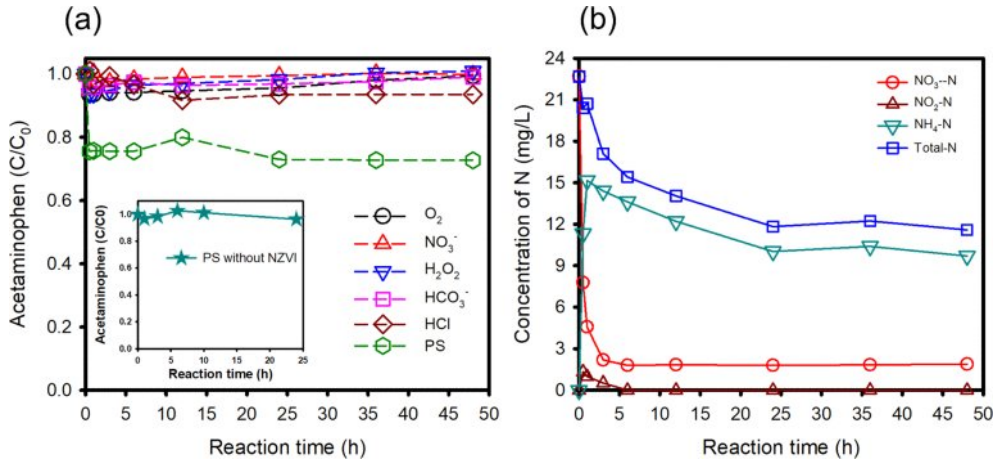 (a)
1.0
0.8
0.6
0.4
0.2
0.0
Acetaminophen (C/C₀)
0 5 10 15 20 25 30 35 40 45 50
Reaction time (h)
O₂
NO₃⁻
H₂O₂
HCO₃⁻
HCl
PS
Acetaminophen (C/C0)
1.0
0.8
0.6
0.4
0.2
0.0
PS without NZVI
0 5 10 15 20 25
Reaction time (h)
(b)
24
21
18
15
12
9
6
3
0
Concentration of N (mg/L)
0 5 10 15 20 25 30 35 40 45 50
Reaction time (h)
NO₃--N
NO₂-N
NH₄-N
Total-N